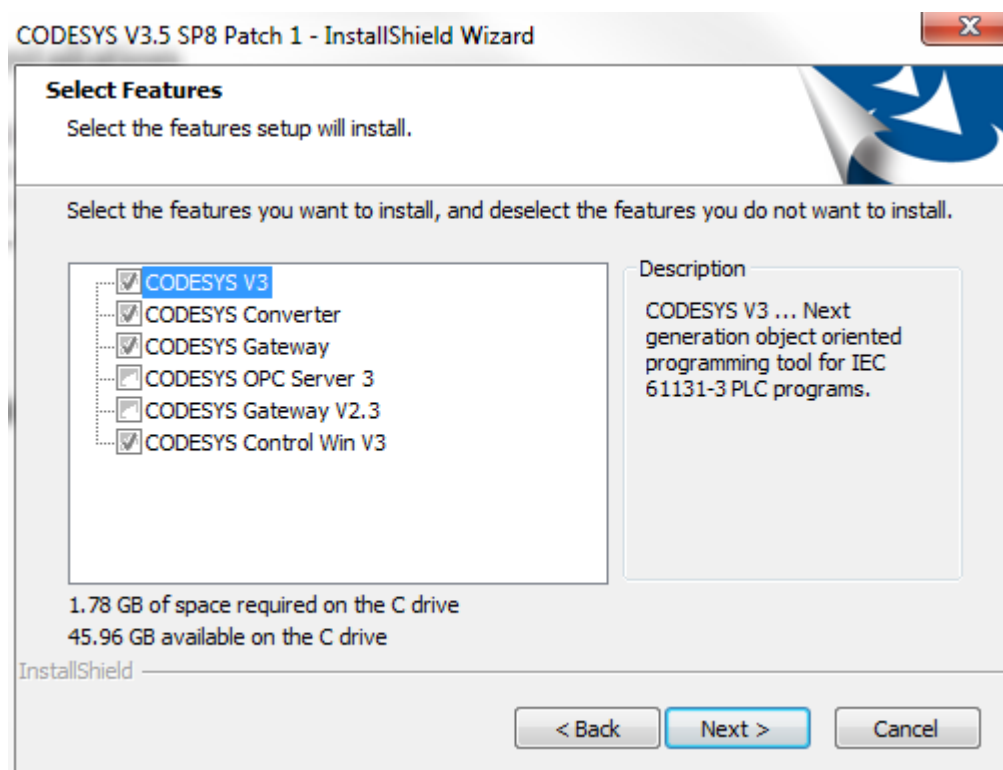 CODESYS V3.5 SP8 Patch 1 - InstallShield Wizard
Select Features
Select the features setup will install.
Select the features you want to install, and deselect the features you do not want to install.
CODESYS V3
CODESYS Converter
CODESYS Gateway
CODESYS OPC Server 3
CODESYS Gateway V2.3
CODESYS Control Win V3
Description
CODESYS V3 ... Next
generation object oriented
programming tool for IEC
61131-3 PLC programs.
1.78 GB of space required on the C drive
45.96 GB available on the C drive
InstallShield
< Back
Next >
Cancel